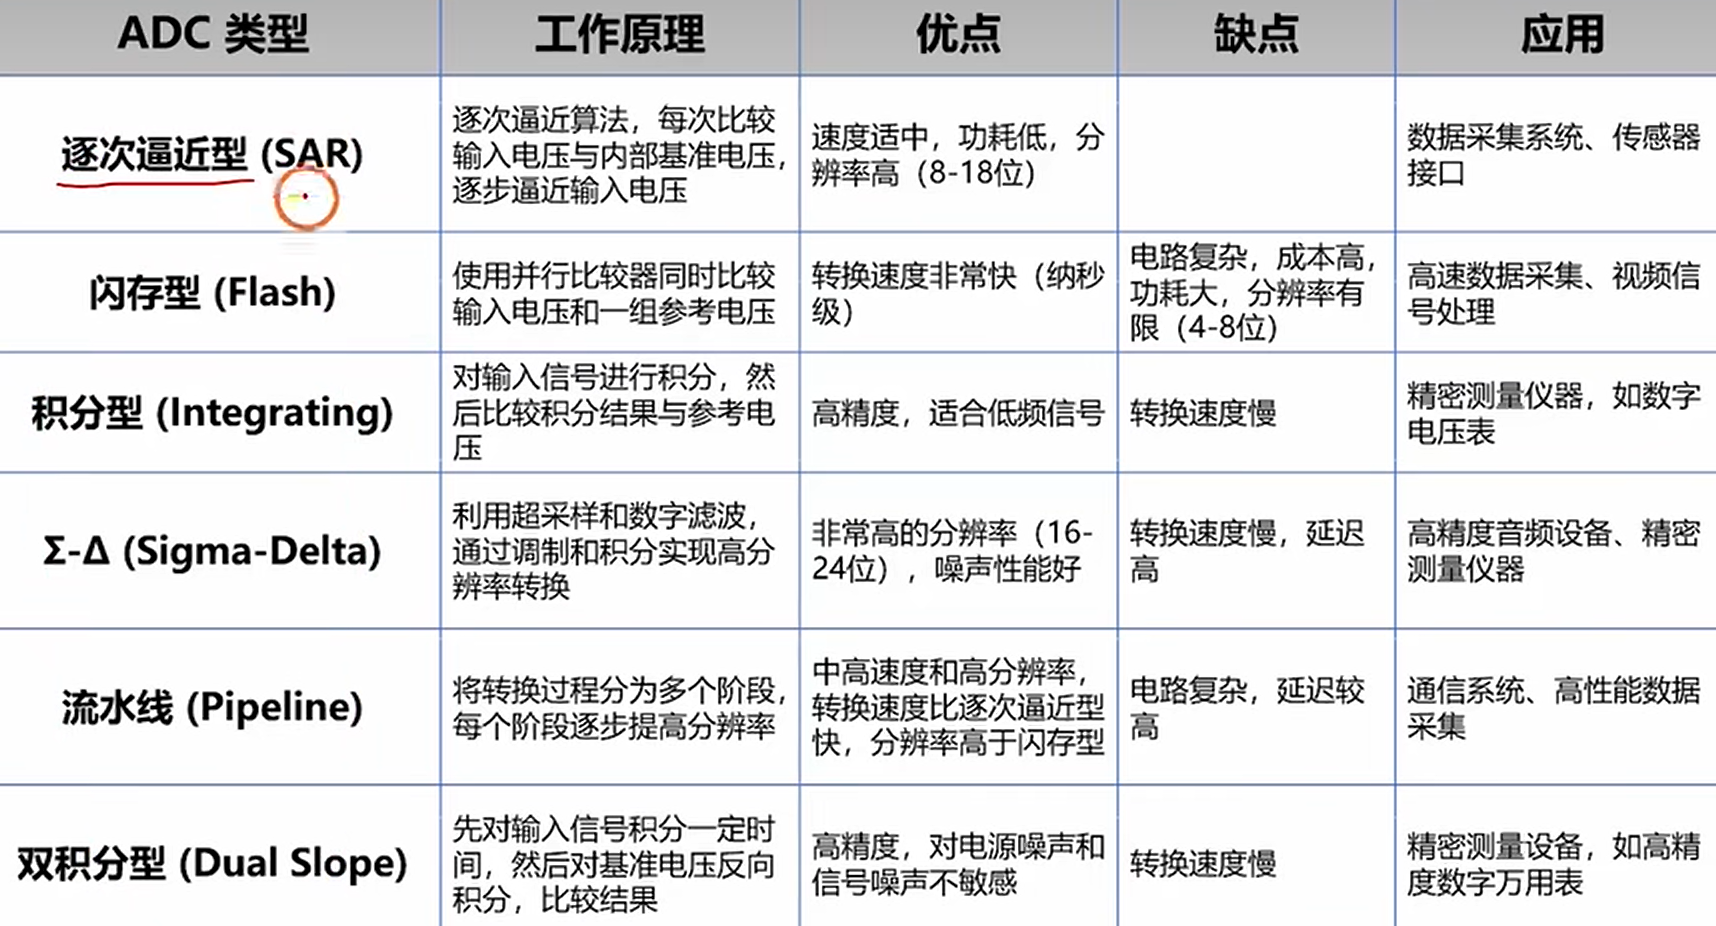 ADC 类型
工作原理
优点
缺点
应用
逐次逼近型 (SAR)
逐次逼近算法，每次比较
输入电压与内部基准电压，
逐步逼近输入电压
速度适中，功耗低，分
辨率高（8-18位）
数据采集系统、传感器
接口
闪存型 (Flash)
使用并行比较器同时比较
输入电压和一组参考电压
转换速度非常快（纳秒
级）
电路复杂，成本高，
功耗大，分辨率有
限（4-8位）
高速数据采集、视频信
号处理
积分型 (Integrating)
对输入信号进行积分，然
后比较积分结果与参考电
压
高精度，适合低频信号
转换速度慢
精密测量仪器，如数字
电压表
Σ-Δ (Sigma-Delta)
利用超采样和数字滤波，
通过调制和积分实现高分
辨率转换
非常高的分辨率（16-
24位），噪声性能好
转换速度慢，延迟
高
高精度音频设备、精密
测量仪器
流水线 (Pipeline)
将转换过程分为多个阶段，
每个阶段逐步提高分辨率
中高速度和高分辨率，
转换速度比逐次逼近型
快，分辨率高于闪存型
电路复杂，延迟较
高
通信系统、高性能数据
采集
双积分型 (Dual Slope)
先对输入信号积分一定时
间，然后对基准电压反向
积分，比较结果
高精度，对电源噪声和
信号噪声不敏感
转换速度慢
精密测量设备，如高精
度数字万用表